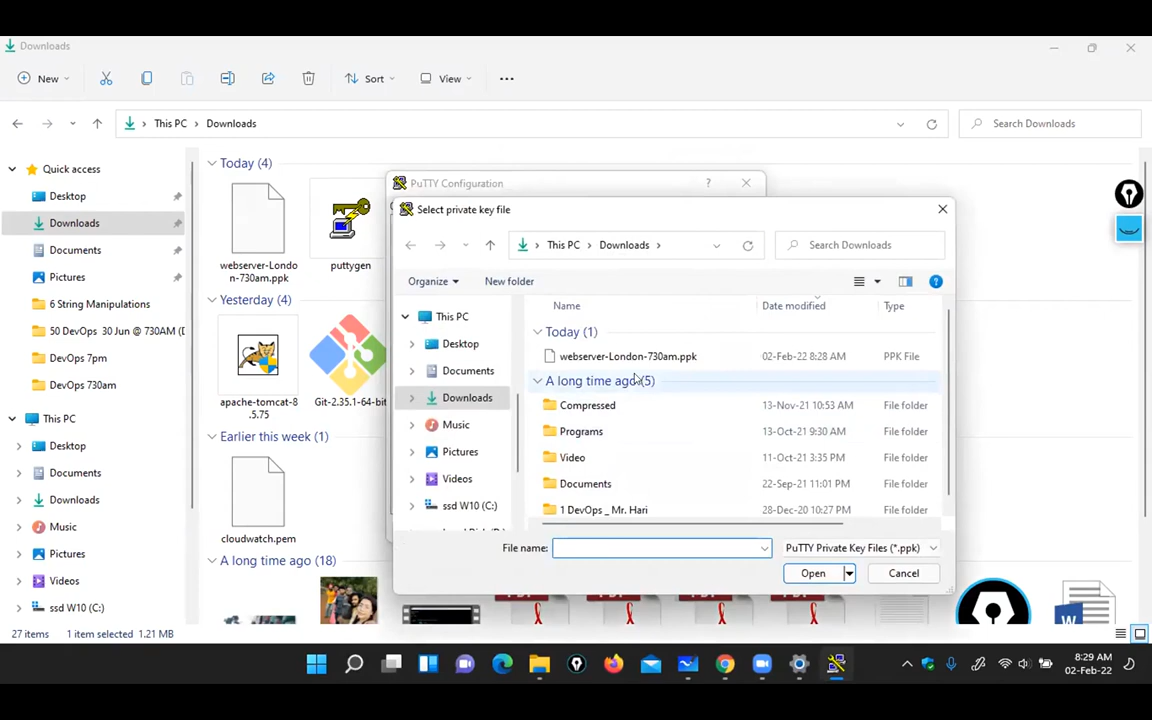 Downloads
New
Sort
View
This PC
Downloads
Search Downloads
Quick access
Desktop
Downloads
Documents
Pictures
6 String Manipulations
50 DevOps 30 Jun @ 730AM (D
DevOps 7pm
DevOps 730am
This PC
Desktop
Documents
Downloads
Music
Pictures
Videos
ssd W10 (C:)
Today (4)
webserver-Londo
n-730am.ppk
puttygen
Yesterday (4)
apache-tomcat-8
.5.75
Git-2.35.1-64-bit
Earlier this week (1)
cloudwatch.pem
A long time ago (18)
PuTTY Configuration
?
Select private key file
This PC
Downloads
Search Downloads
Organize
New folder
?
This PC
Desktop
Documents
Downloads
Music
Pictures
Videos
ssd W10 (C:)
Name
Date modified
Type
Today (1)
webserver-London-730am.ppk
02-Feb-22 8:28 AM
PPK File
A long time ago (5)
Compressed
13-Nov-21 10:53 AM
File folder
Programs
13-Oct-21 9:30 AM
File folder
Video
11-Oct-21 3:35 PM
File folder
Documents
22-Sep-21 11:01 PM
File folder
1 DevOps _ Mr. Hari
28-Dec-20 10:27 PM
File folder
File name:
PuTTY Private Key Files (*.ppk)
Open
Cancel
27 items
1 item selected 1.21 MB
8:29 AM
02-Feb-22